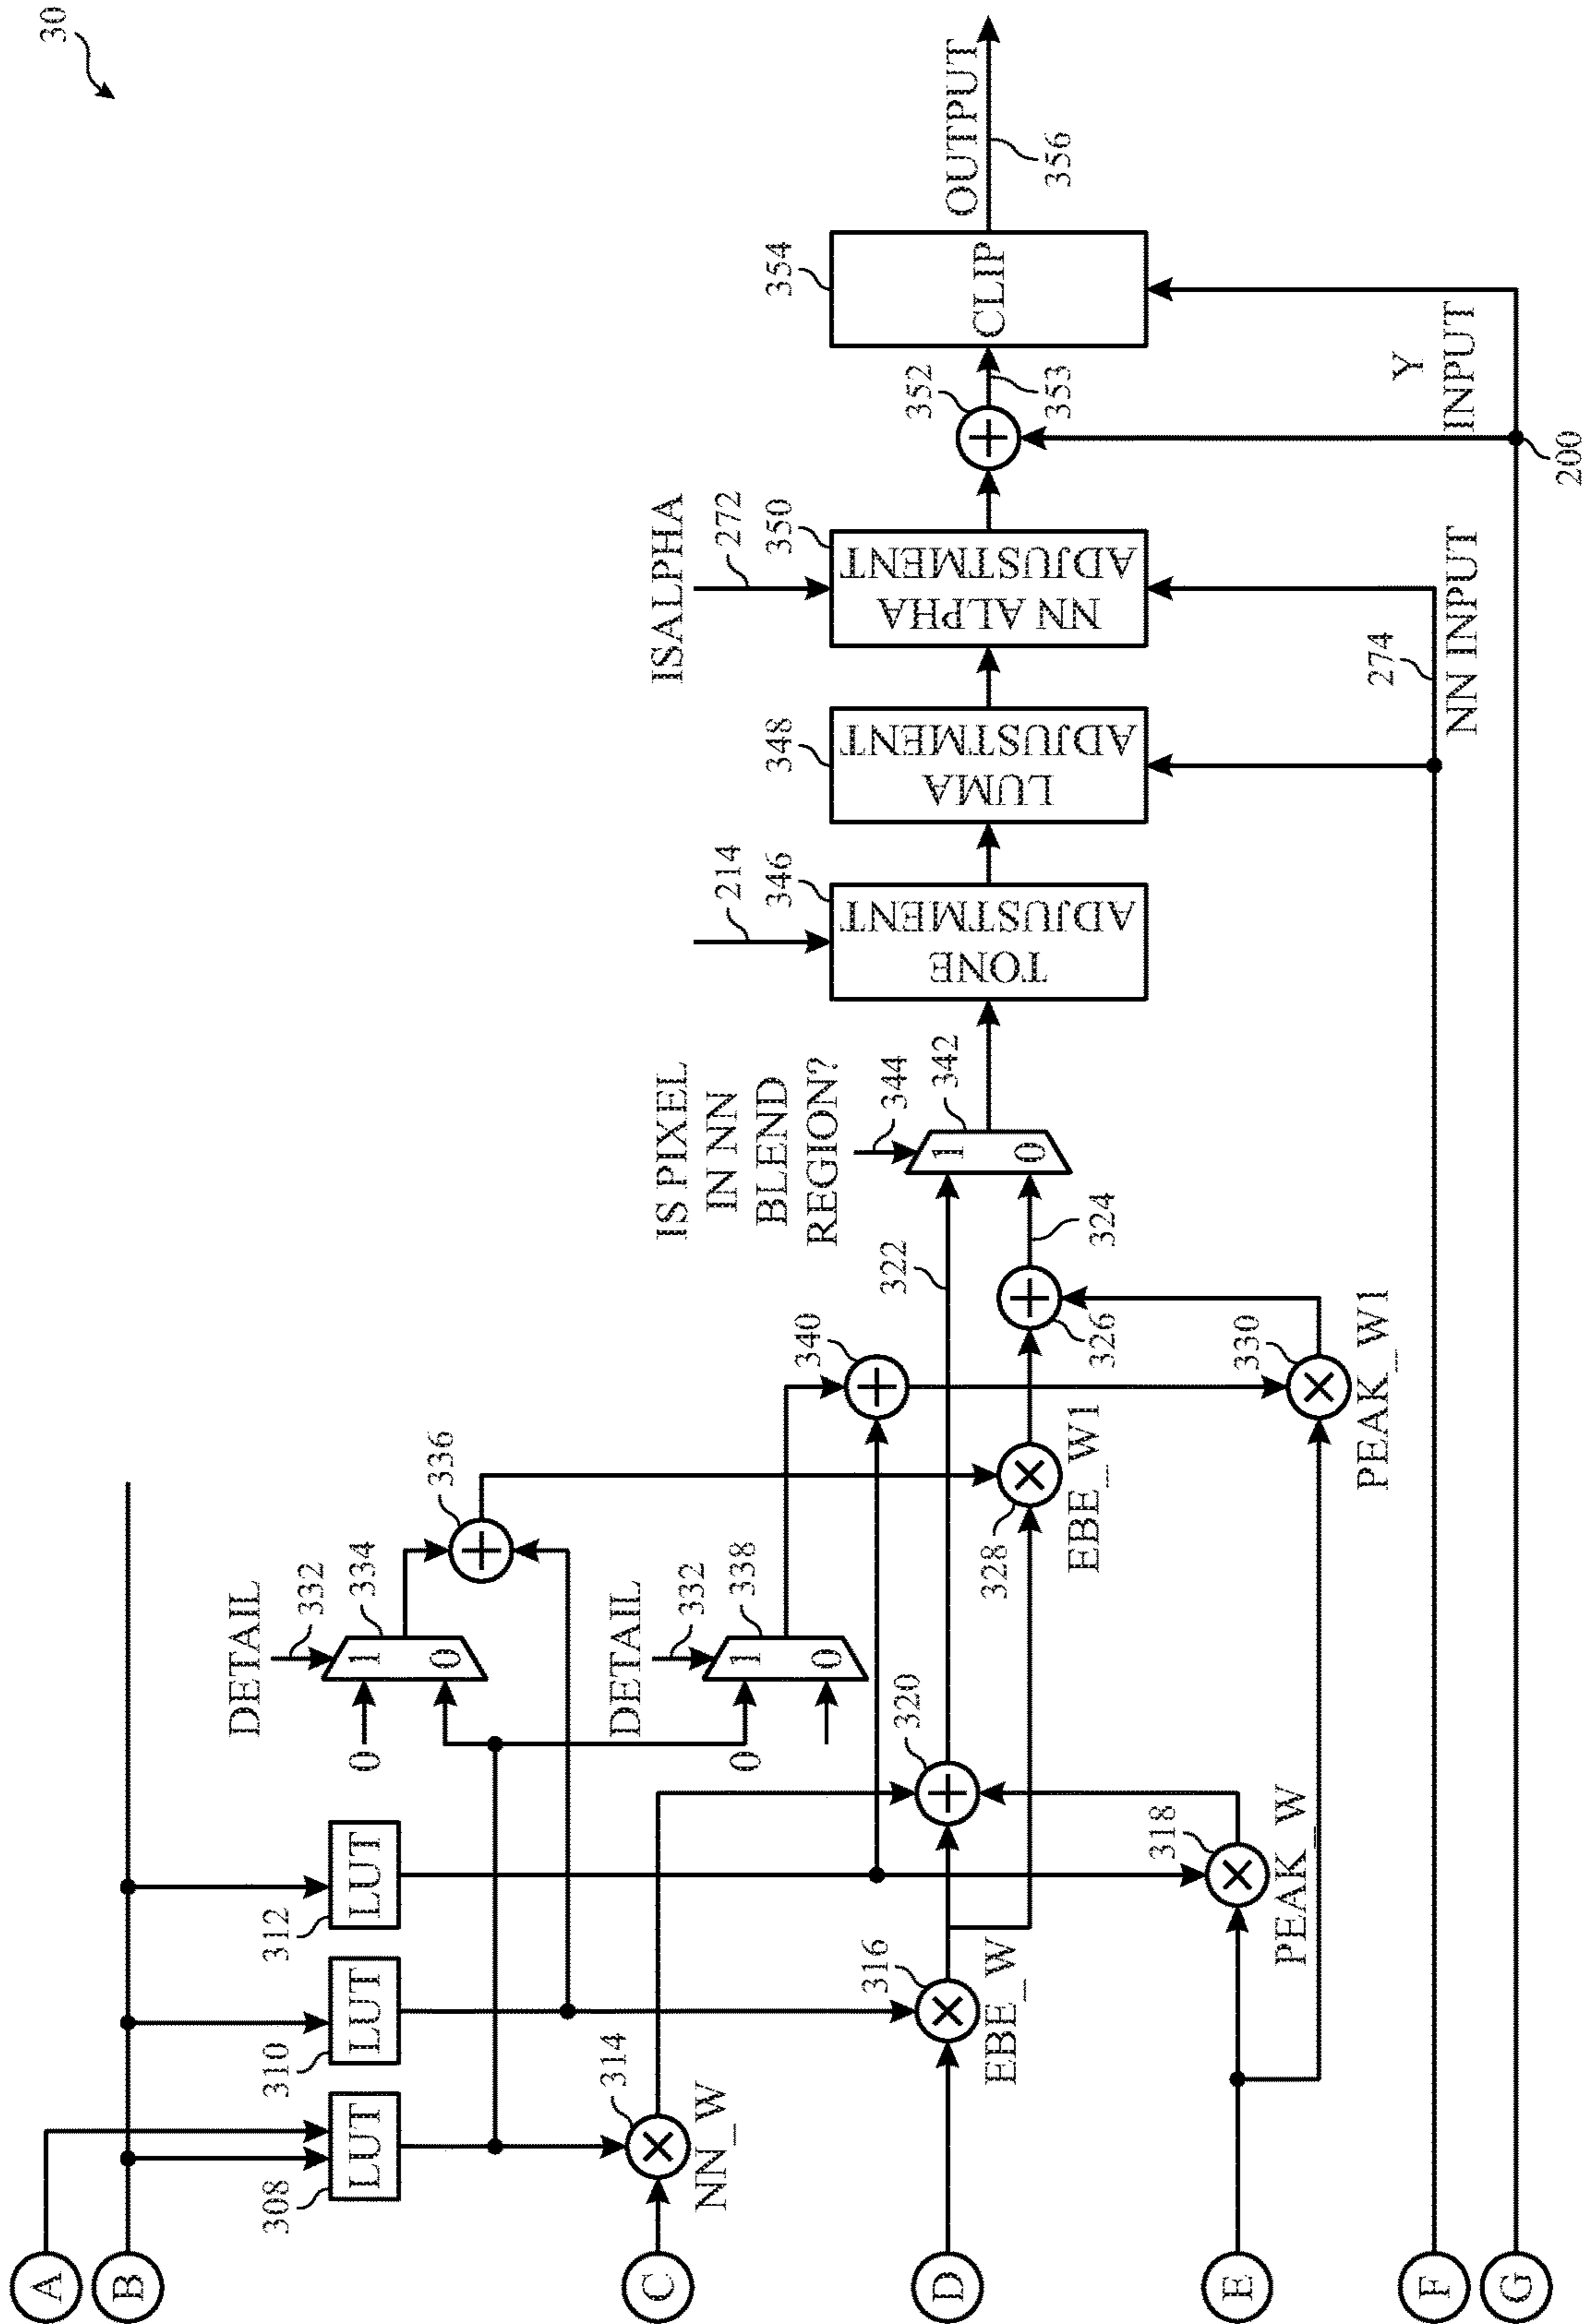 30
A
B
C
D
E
F
G
308
LUT
310
LUT
312
LUT
314
NN_W
316
EBE_W
318
PEAK_W
320
DETAIL
332
0
1
0
334
336
DETAIL
332
0
1
0
338
340
322
328
EBE_W1
330
PEAK_W1
326
324
IS PIXEL
IN NN
BLEND
REGION?
344
1
0
342
214
346
TONE
ADJUSTMENT
348
LUMA
ADJUSTMENT
ISALPHA
272
350
NN ALPHA
ADJUSTMENT
274
NN INPUT
352
353
354
CLIP
Y
INPUT
200
OUTPUT
356